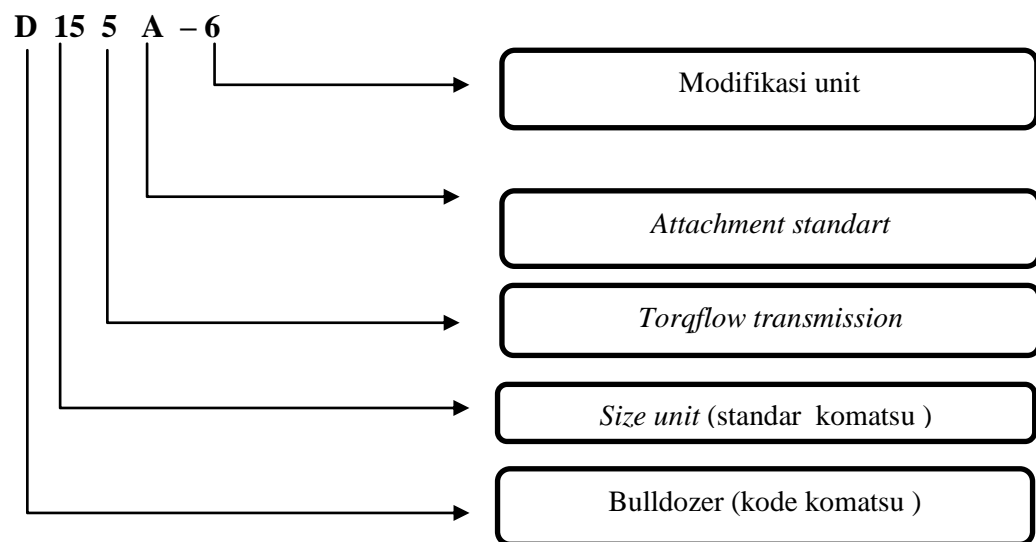 D 15 5 A – 6
Modifikasi unit
Attachment standart
Torqflow transmission
Size unit (standar komatsu )
Bulldozer (kode komatsu )